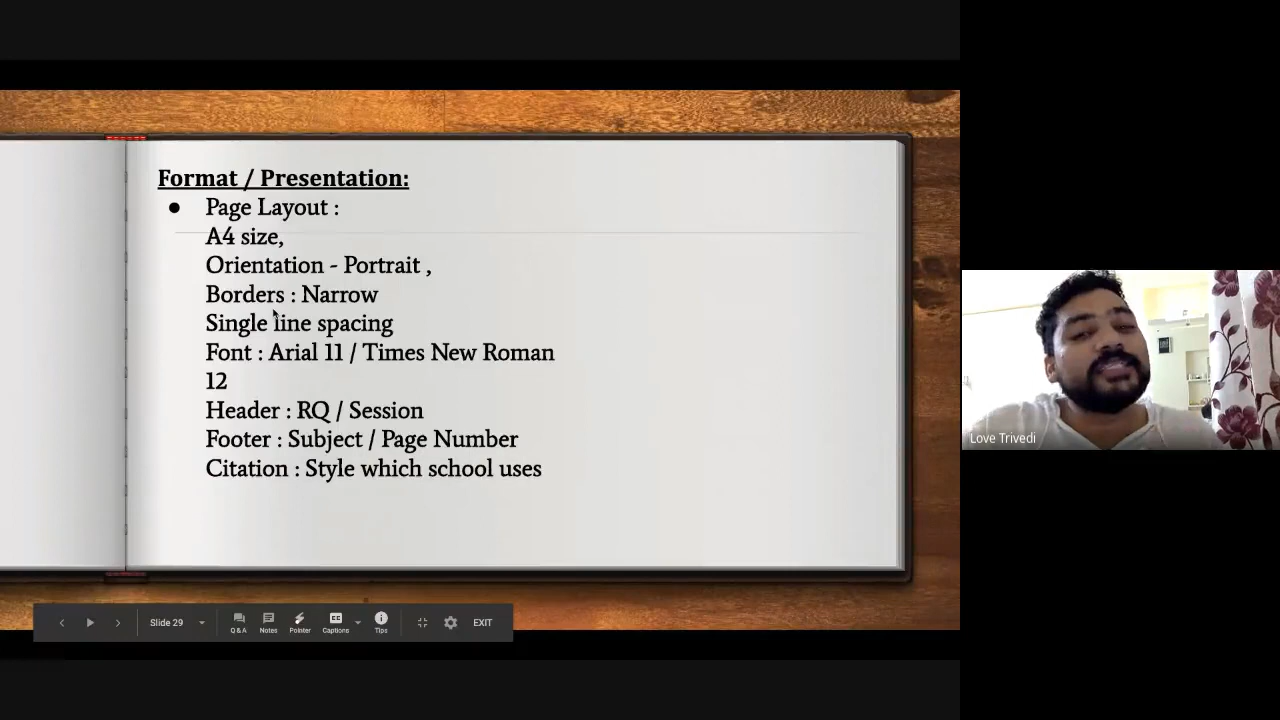 Format / Presentation:
● Page Layout :
A4 size,
Orientation - Portrait ,
Borders : Narrow
Single line spacing
Font : Arial 11 / Times New Roman
12
Header : RQ / Session
Footer : Subject / Page Number
Citation : Style which school uses
Love Trivedi
Slide 29
Q & A
Notes
Pointer
CC
Captions
Tips
EXIT